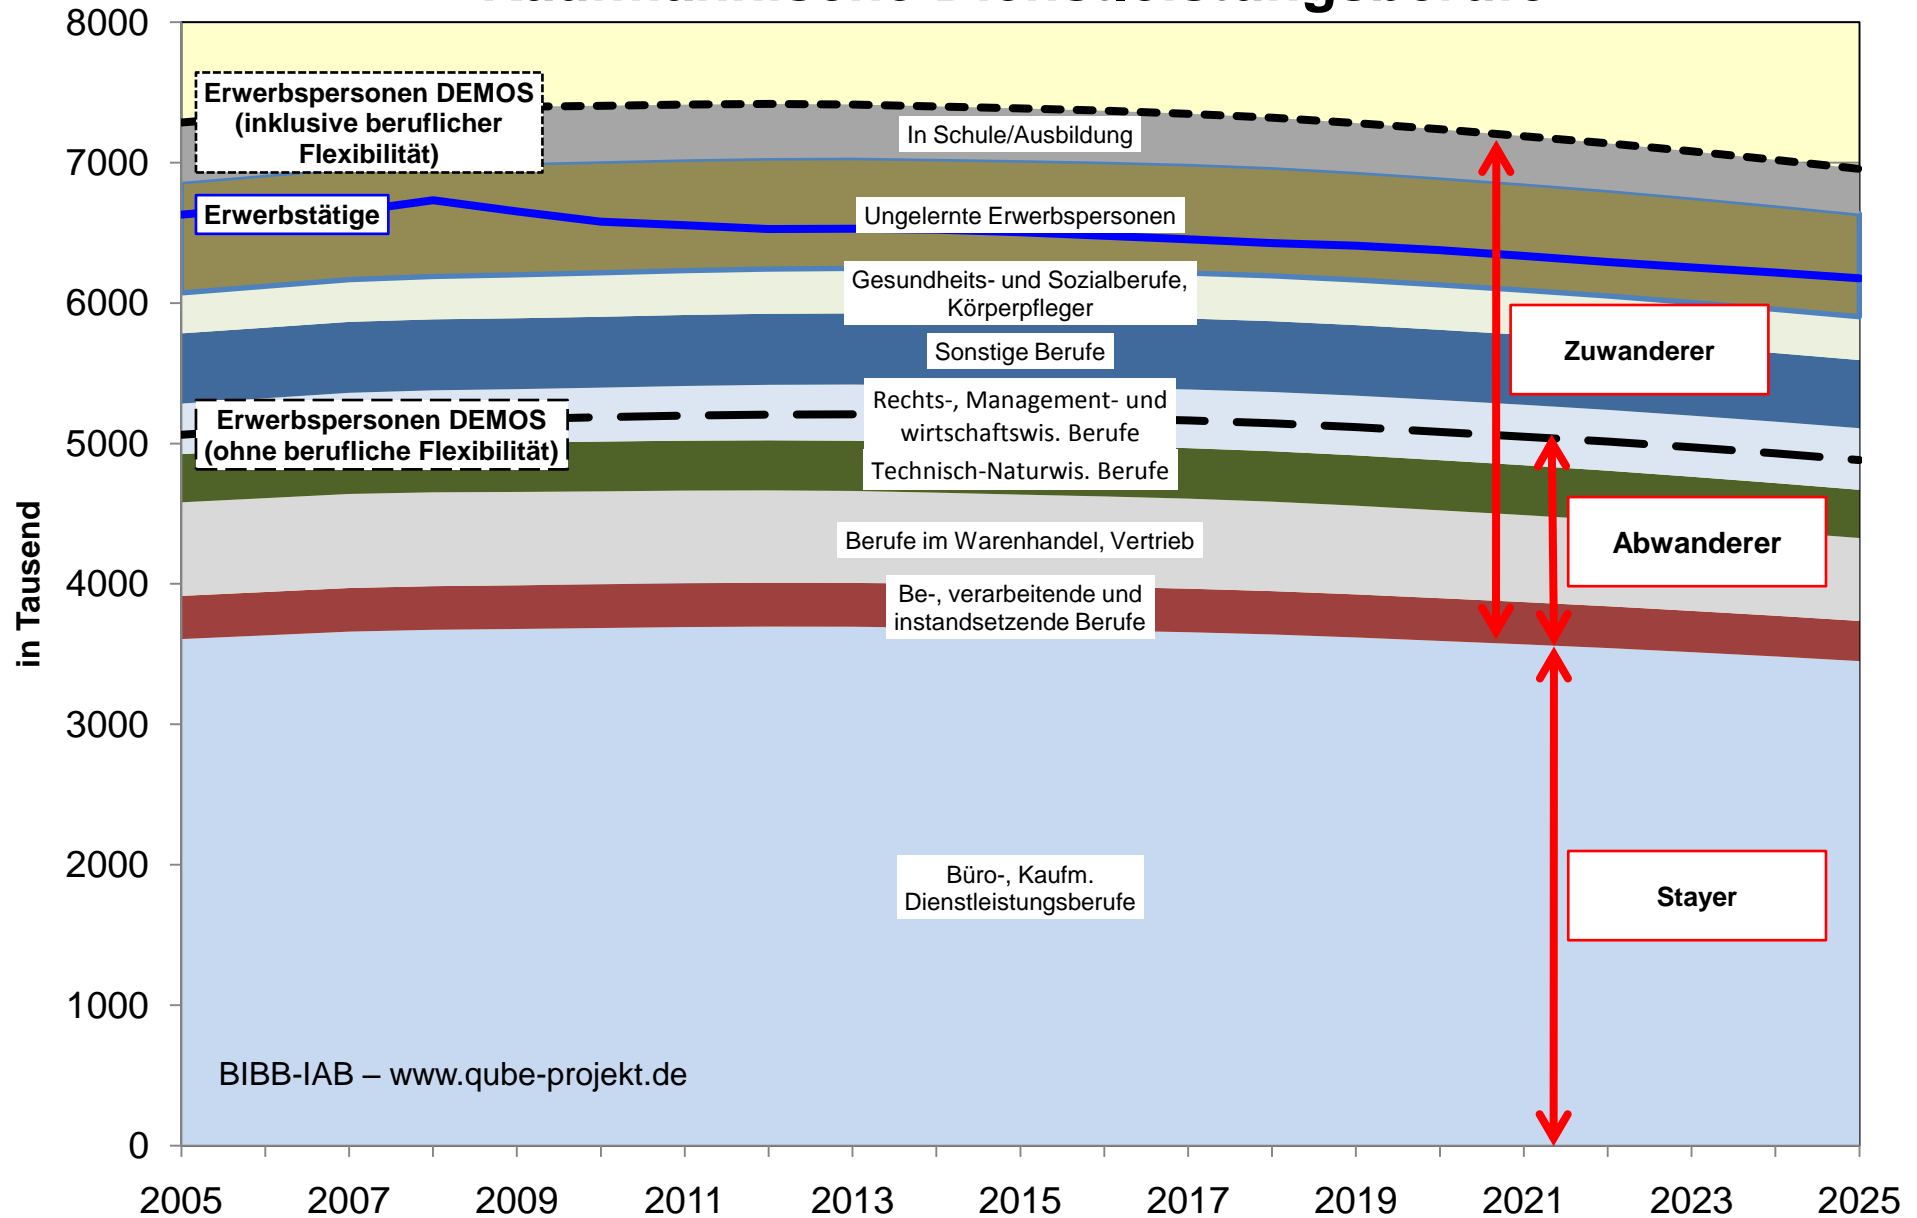 8000
7000
6000
5000
4000
3000
2000
1000
0
in Tausend
Erwerbspersonen DEMOS
(inklusive beruflicher
Flexibilität)
Erwerbstätige
Erwerbspersonen DEMOS
(ohne berufliche Flexibilität)
In Schule/Ausbildung
Ungelernte Erwerbspersonen
Gesundheits- und Sozialberufe,
Körperpfleger
Sonstige Berufe
Rechts-, Management- und
wirtschaftswis. Berufe
Technisch-Naturwis. Berufe
Berufe im Warenhandel, Vertrieb
Be-, verarbeitende und
instandsetzende Berufe
Büro-, Kaufm.
Dienstleistungsberufe
Zuwanderer
Abwanderer
Stayer
BIBB-IAB – www.qube-projekt.de
2005 2007 2009 2011 2013 2015 2017 2019 2021 2023 2025